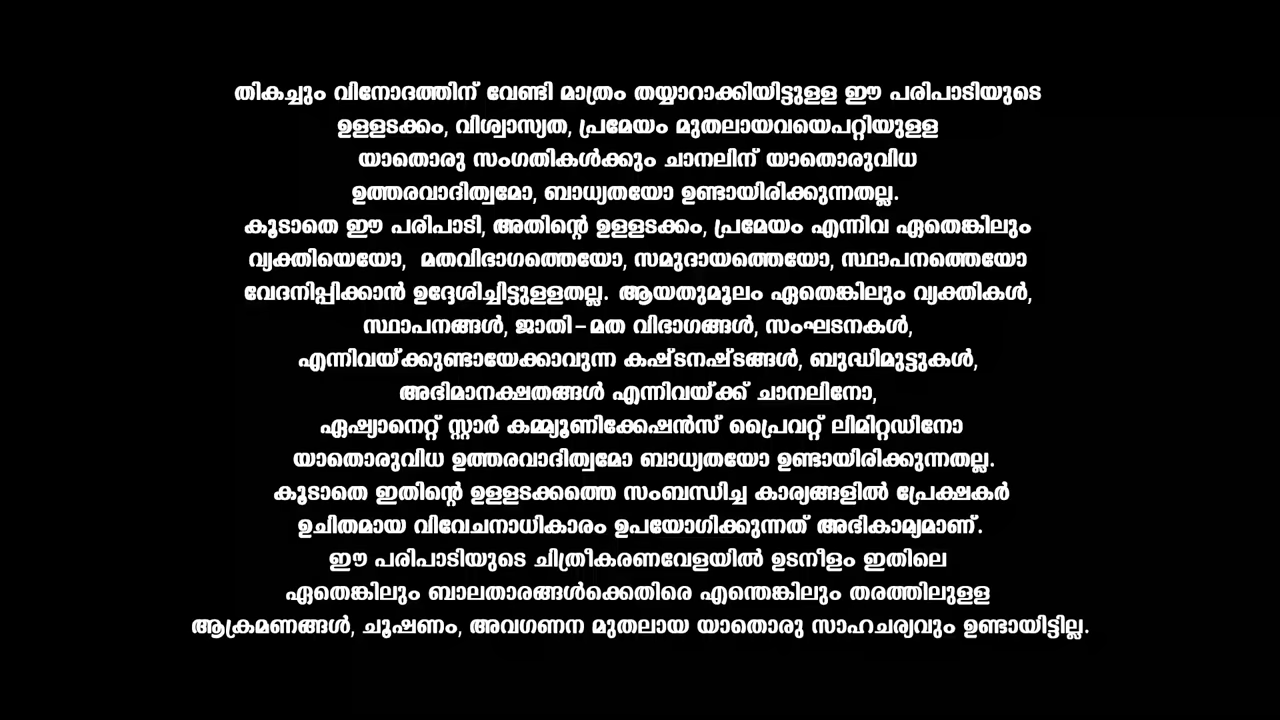 തികച്ചും വിനോദത്തിന് വേണ്ടി മാത്രം തയ്യാറാക്കിയിട്ടുള്ള ഈ പരിപാടിയുടെ
ഉള്ളടക്കം, വിശ്വാസ്യത, പ്രമേയം മുതലായവയെപറ്റിയുള്ള
യാതൊരു സംഗതികൾക്കും ചാനലിന് യാതൊരുവിധ
ഉത്തരവാദിത്വമോ, ബാധ്യതയോ ഉണ്ടായിരിക്കുന്നതല്ല.
കൂടാതെ ഈ പരിപാടി, അതിന്റെ ഉള്ളടക്കം, പ്രമേയം എന്നിവ ഏതെങ്കിലും
വ്യക്തിയെയോ, മതവിഭാഗത്തെയോ, സമുദായത്തെയോ, സ്ഥാപനത്തെയോ
വേദനിപ്പിക്കാൻ ഉദ്ദേശിച്ചിട്ടുള്ളതല്ല. ആയതുമൂലം ഏതെങ്കിലും വ്യക്തികൾ,
സ്ഥാപനങ്ങൾ, ജാതി-മത വിഭാഗങ്ങൾ, സംഘടനകൾ,
എന്നിവയ്ക്കുണ്ടായേക്കാവുന്ന കഷ്ടനഷ്ടങ്ങൾ, ബുദ്ധിമുട്ടുകൾ,
അഭിമാനക്ഷതങ്ങൾ എന്നിവയ്ക്ക് ചാനലിനോ,
ഏഷ്യാനെറ്റ് സ്റ്റാർ കമ്മ്യൂണിക്കേഷൻസ് പ്രൈവറ്റ് ലിമിറ്റഡിനോ
യാതൊരുവിധ ഉത്തരവാദിത്വമോ ബാധ്യതയോ ഉണ്ടായിരിക്കുന്നതല്ല.
കൂടാതെ ഇതിന്റെ ഉള്ളടക്കത്തെ സംബന്ധിച്ച കാര്യങ്ങളിൽ പ്രേക്ഷകർ
ഉചിതമായ വിവേചനാധികാരം ഉപയോഗിക്കുന്നത് അഭികാമ്യമാണ്.
ഈ പരിപാടിയുടെ ചിത്രീകരണവേളയിൽ ഉടനീളം ഇതിലെ
ഏതെങ്കിലും ബാലതാരങ്ങൾക്കെതിരെ എന്തെങ്കിലും തരത്തിലുള്ള
ആക്രമണങ്ങൾ, ചൂഷണം, അവഗണന മുതലായ യാതൊരു സാഹചര്യവും ഉണ്ടായിട്ടില്ല.